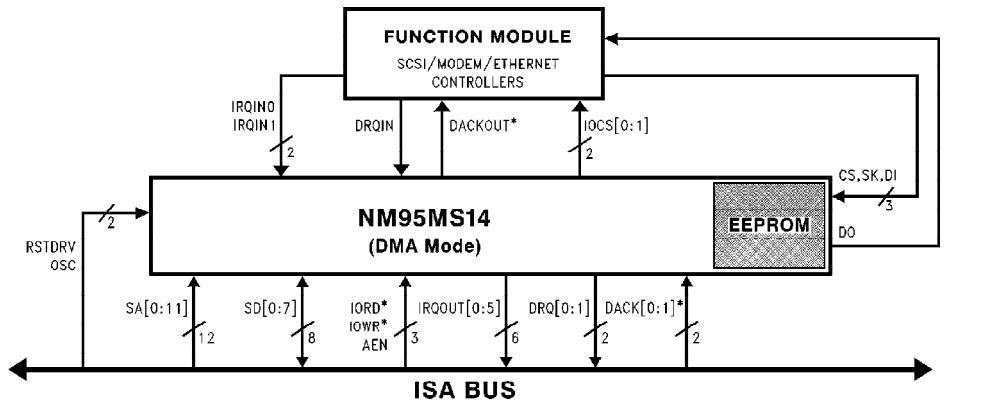 FUNCTION MODULE
SCSI/MODEM/ETHERNET
CONTROLLERS
IRQIN0
IRQIN1
2
DRQIN
DACKOUT*
IOCS[0:1]
2
CS,SK,DI
3
NM95MS14
(DMA Mode)
EEPROM
DO
2
RSTDRV
OSC
SA[0:11]
12
SD[0:7]
8
IORD*
IOWR*
AEN
3
IRQOUT[0:5]
6
DRQ[0:1]
2
DACK[0:1]*
2
ISA BUS